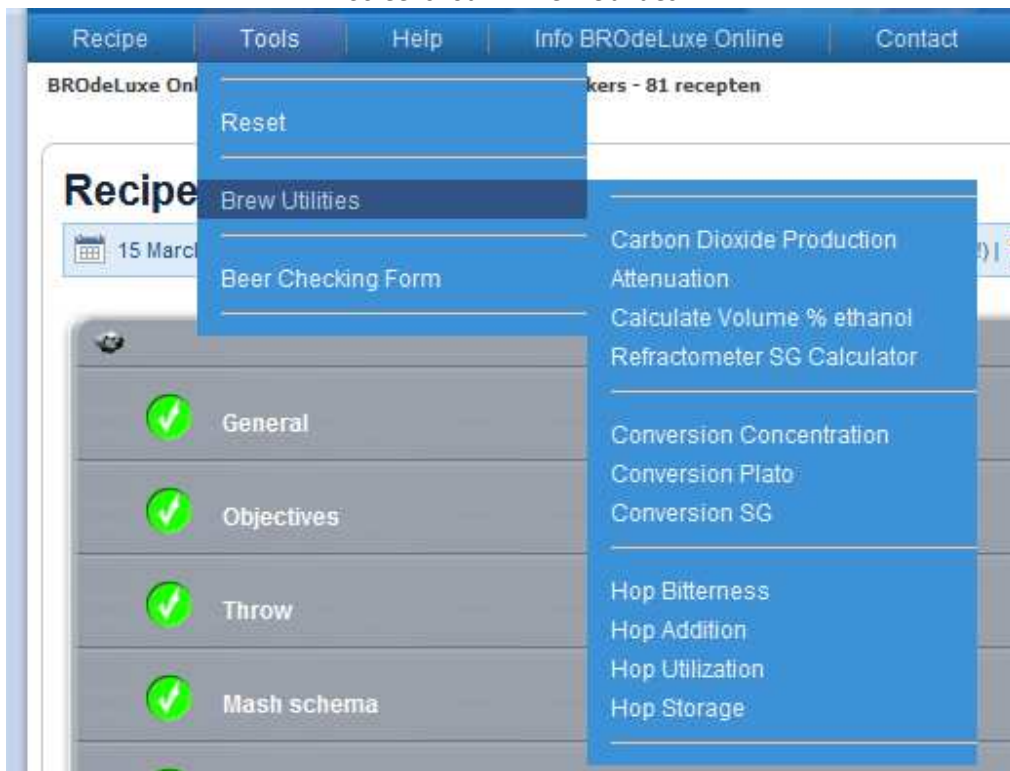 Recipe Tools Help Info BROdeLuxe Online Contact
BROdeLuxe kers - 81 recepten
Reset
Recipe
Brew Utilities
15
Beer Checking Form
Carbon Dioxide Production
Attenuation
Calculate Volume % ethanol
Refractometer SG Calculator
Conversion Concentration
Conversion Plato
Conversion SG
Hop Bitterness
Hop Addition
Hop Utilization
Hop Storage
General
Objectives
Throw
Mash schema